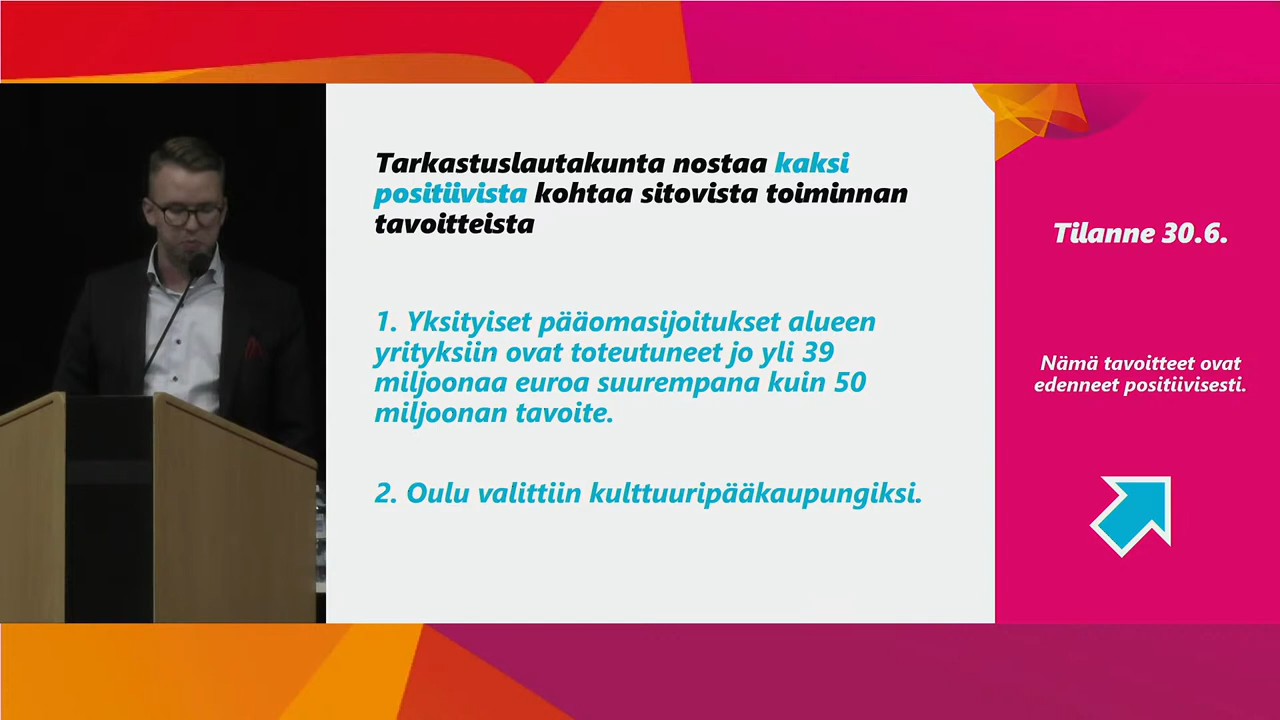 Tarkastuslautakunta nostaa kaksi
positiivista kohtaa sitovista toiminnan
tavoitteista
1. Yksityiset pääomasijoitukset alueen
yrityksiin ovat toteutuneet jo yli 39
miljoonaa euroa suurempana kuin 50
miljoonan tavoite.
2. Oulu valittiin kulttuuripääkaupungiksi.
Tilanne 30.6.
Nämä tavoitteet ovat
edenneet positiivisesti.